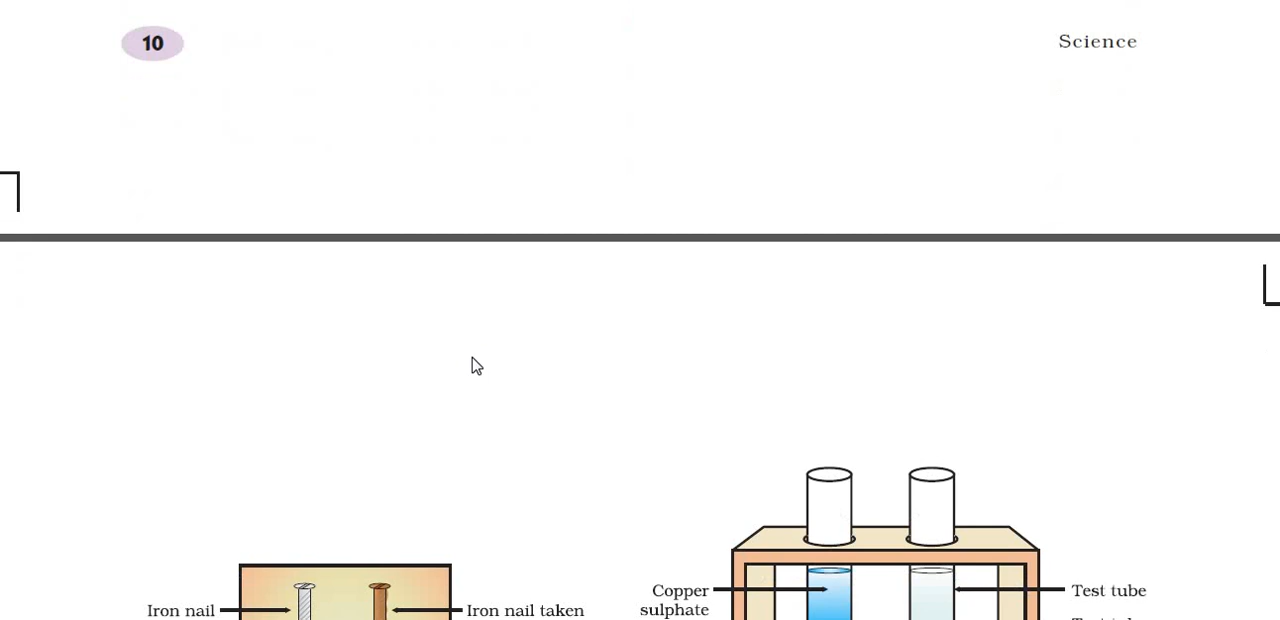 10
Science
Copper
sulphate
Test tube
Iron nail
Iron nail taken